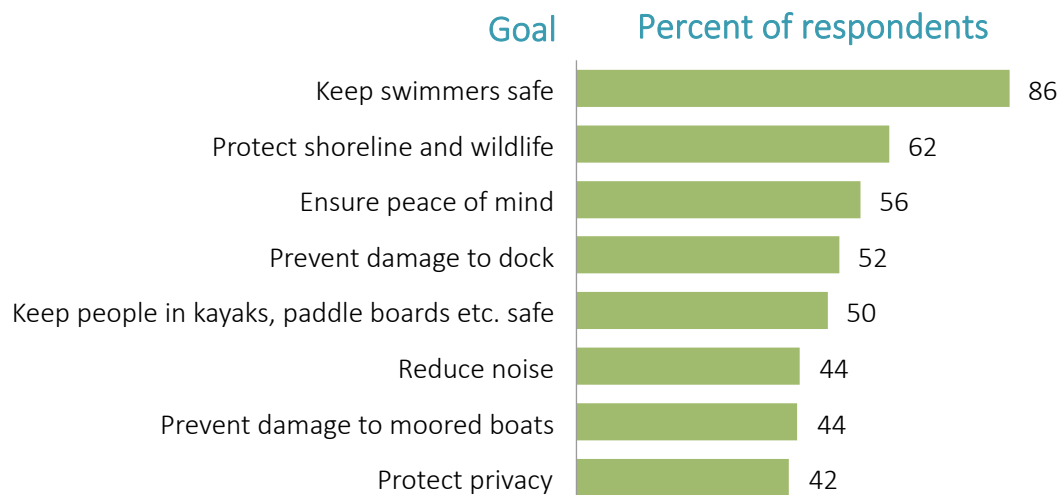 Goal Percent of respondents
Keep swimmers safe 86
Protect shoreline and wildlife 62
Ensure peace of mind 56
Prevent damage to dock 52
Keep people in kayaks, paddle boards etc. safe 50
Reduce noise 44
Prevent damage to moored boats 44
Protect privacy 42